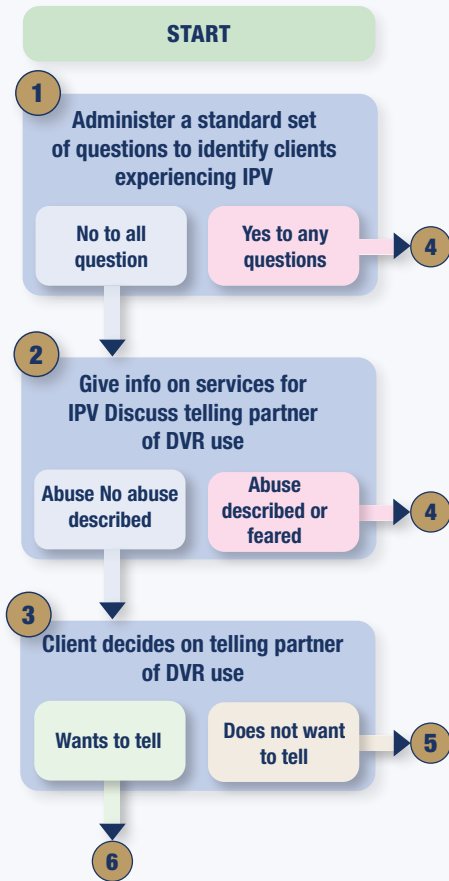 START
1
Administer a standard set
of questions to identify clients
experiencing IPV
No to all
question
Yes to any
questions
4
2
Give info on services for
IPV Discuss telling partner
of DVR use
Abuse No abuse
described
Abuse
described or
feared
4
3
Client decides on telling partner
of DVR use
Wants to tell
Does not want
to tell
5
6